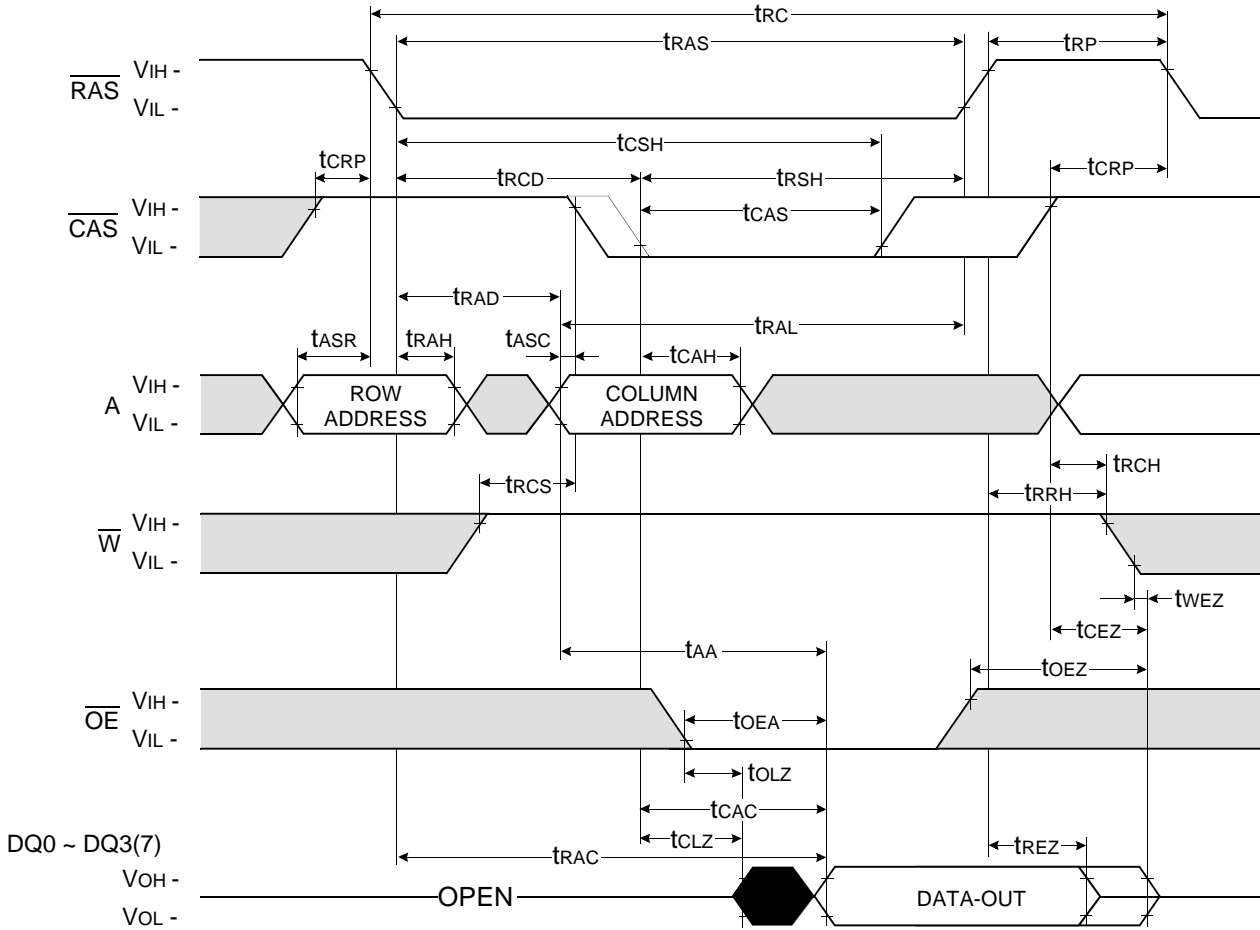 tRC
tRAS tRP
RAS VIH -
VIL -
tCSH
tCRP tRCD tRSH tCRP
CAS VIH - tCAS
VIL -
tRAD
tRAL
tASR tRAH tASC tCAH
A VIH - ROW ADDRESS COLUMN ADDRESS
VIL -
tRCH
tRCS tRRH
W VIH -
VIL -
tWEZ
tCEZ
tAA
tOEZ
OE VIH - tOEA
VIL -
tOLZ
tCAC
DQ0 ~ DQ3(7) tCLZ tREZ
tRAC
VOH - OPEN DATA-OUT
VOL -